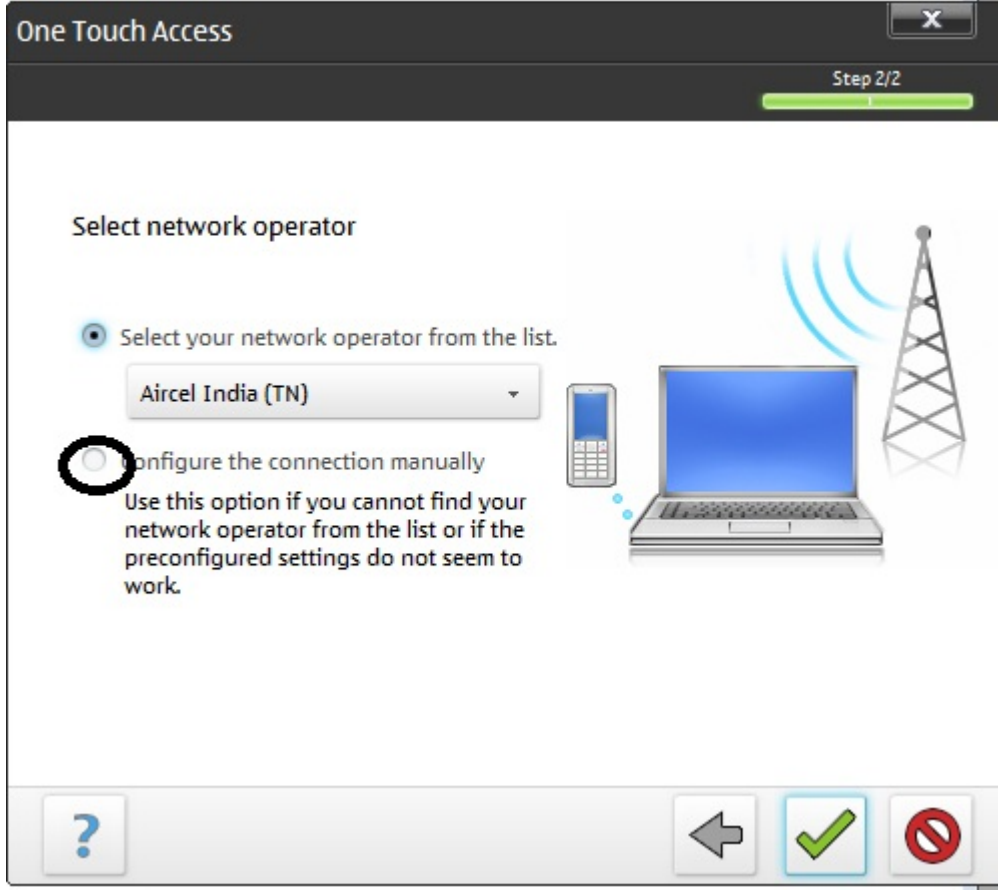 One Touch Access
x
Step 2/2
Select network operator
Select your network operator from the list.
Aircel India (TN)
Configure the connection manually
Use this option if you cannot find your
network operator from the list or if the
preconfigured settings do not seem to
work.
?